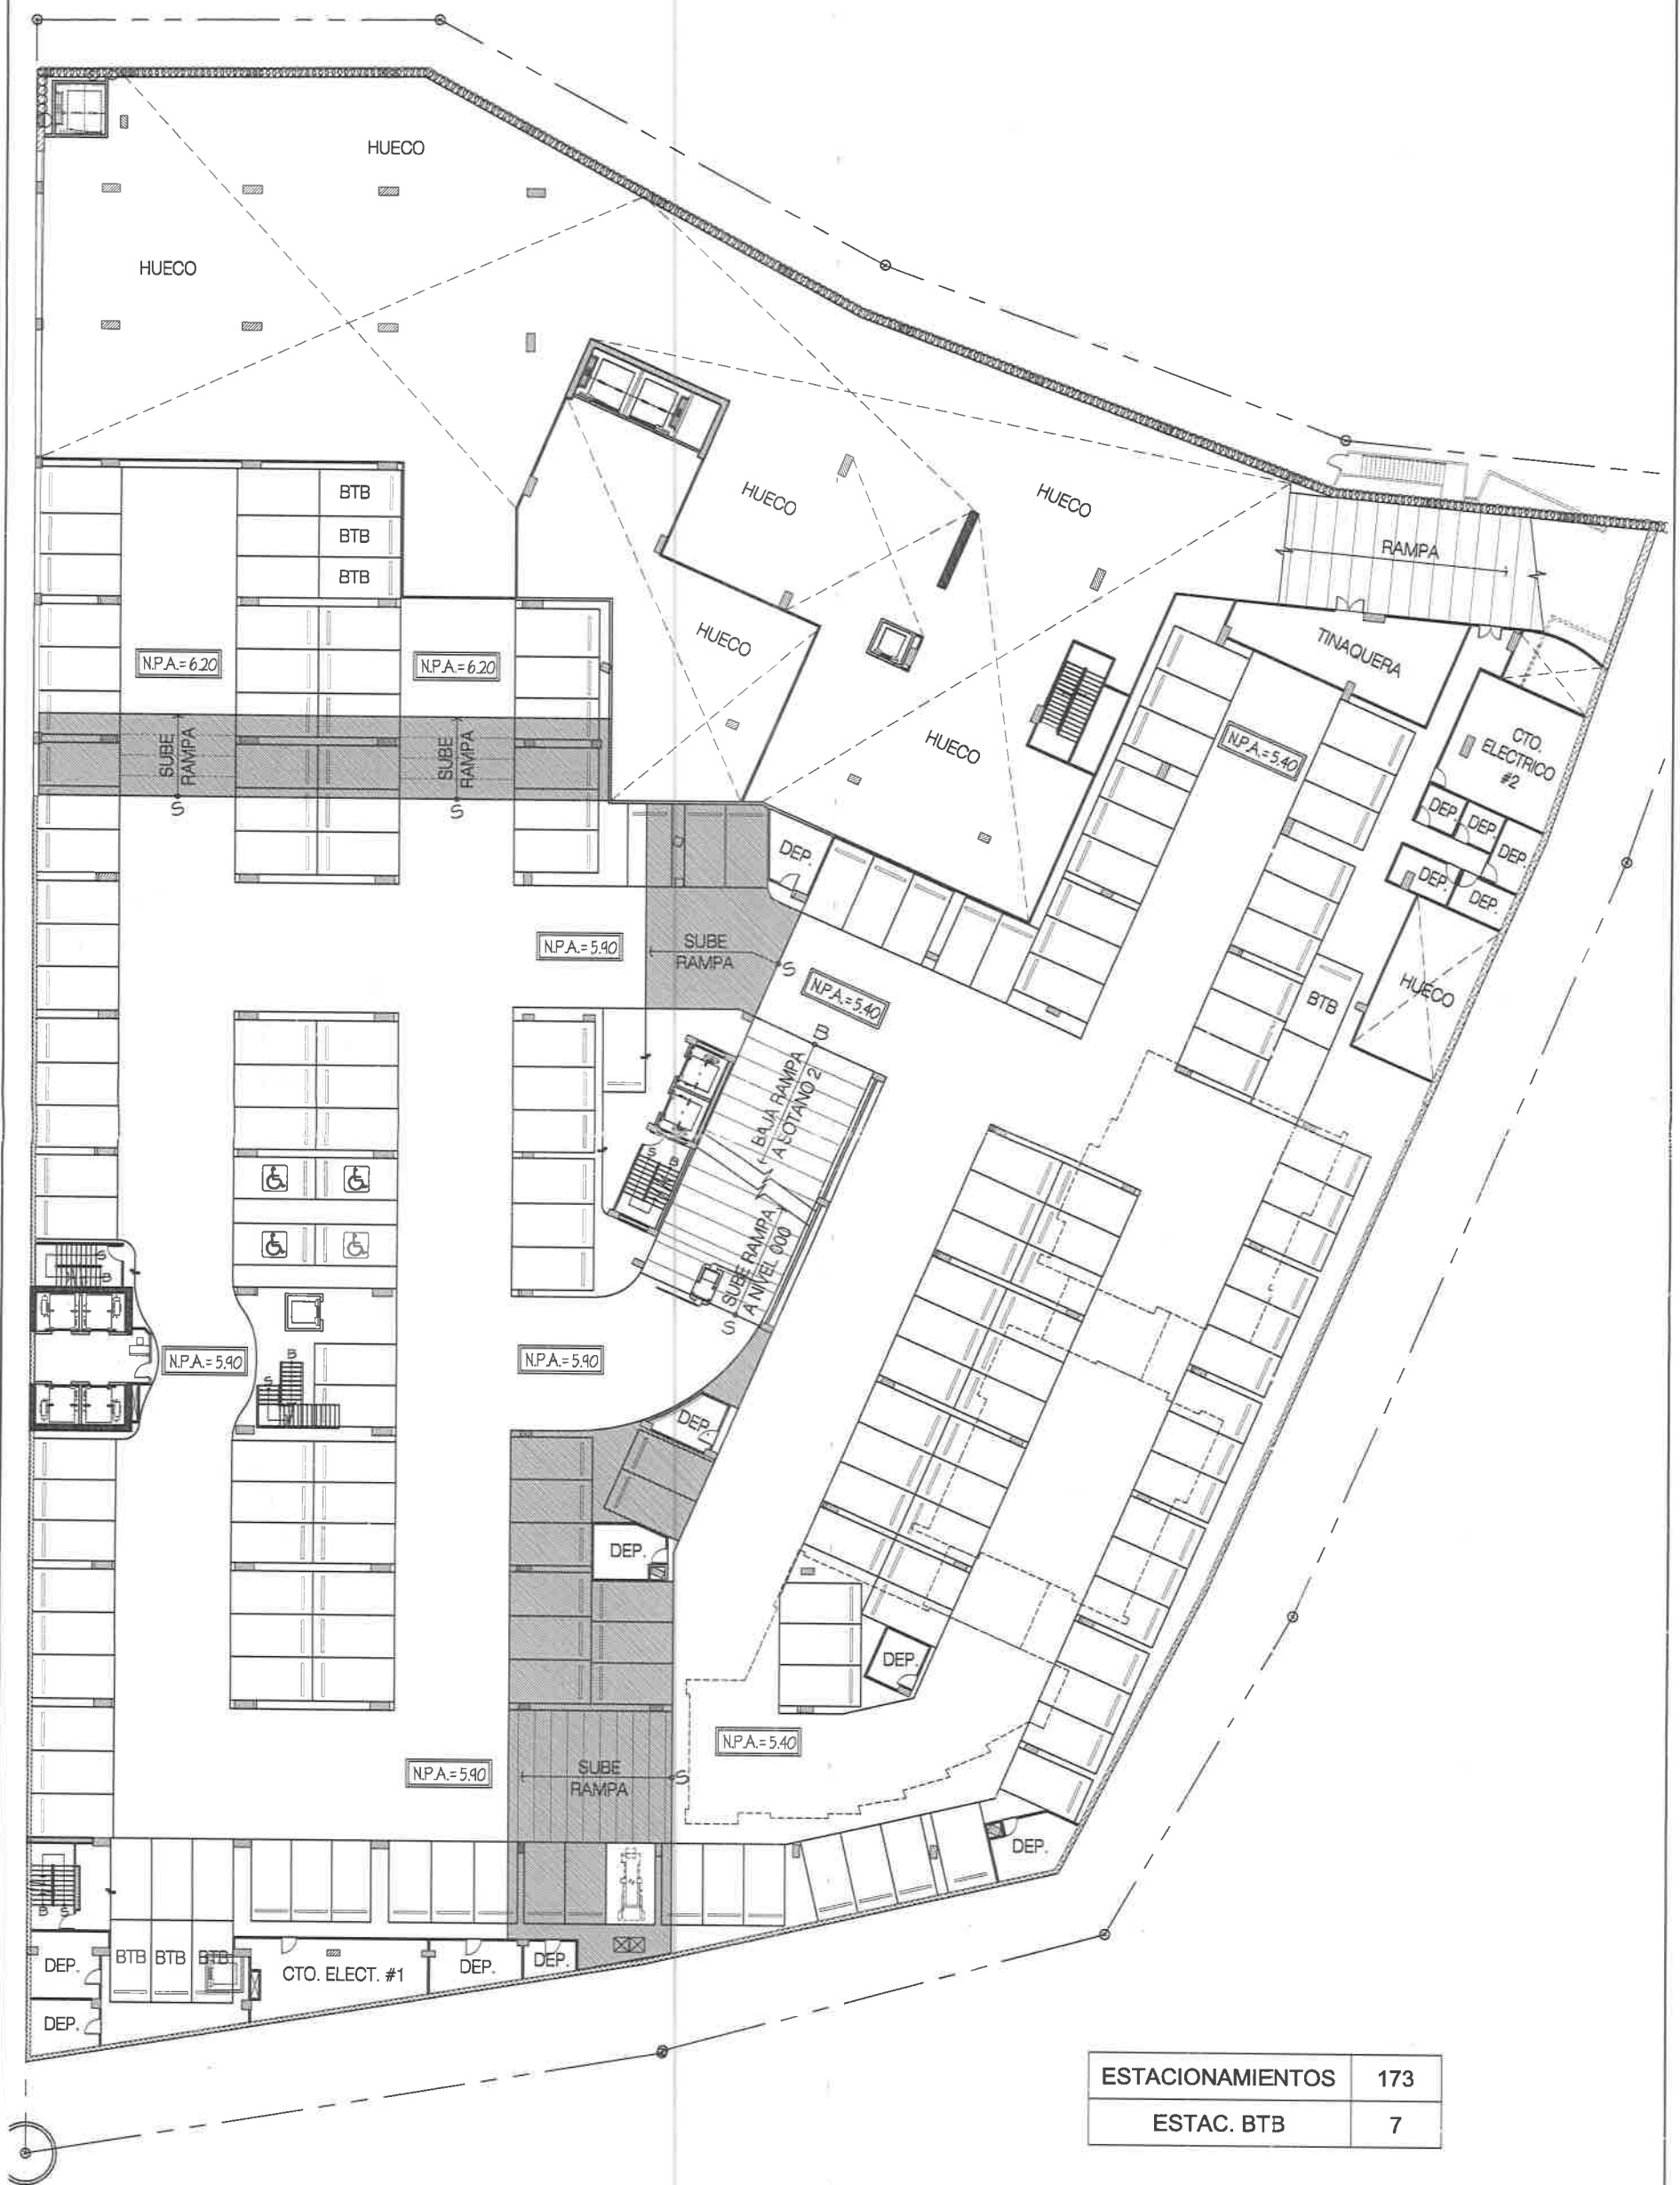 HUECO
HUECO
BTB
BTB
BTB
HUECO
HUECO
RAMPA
HUECO
TINAQUERA
N.P.A.=6.20
N.P.A.=6.20
SUBE
RAMPA
SUBE
RAMPA
S
S
HUECO
N.P.A.=5.40
CTO.
ELECTRICO
#2
DEP.
DEP.
DEP.
DEP.
DEP.
DEP.
N.P.A.=5.90
SUBE
RAMPA
S
N.P.A.=5.40
BTB
HUECO
B
BAJA RAMPA
A SOTANO 2
S
B
SUBE RAMPA
A NIVEL 000
S
S
B
N.P.A.=5.90
B
S
N.P.A.=5.90
DEP.
DEP.
DEP.
N.P.A.=5.40
N.P.A.=5.90
SUBE
RAMPA
S
DEP.
B
S
DEP.
BTB
BTB
BTB
CTO. ELECT. #1
DEP.
DEP.
DEP.
ESTACIONAMIENTOS 173
ESTAC. BTB 7